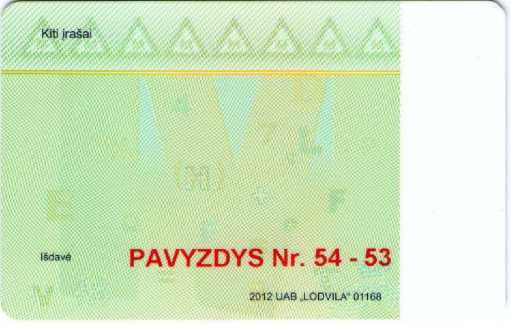 Kiti įrašai
Išdavė
PAVYZDYS Nr. 54 - 53
2012 UAB „LODVILA" 01168